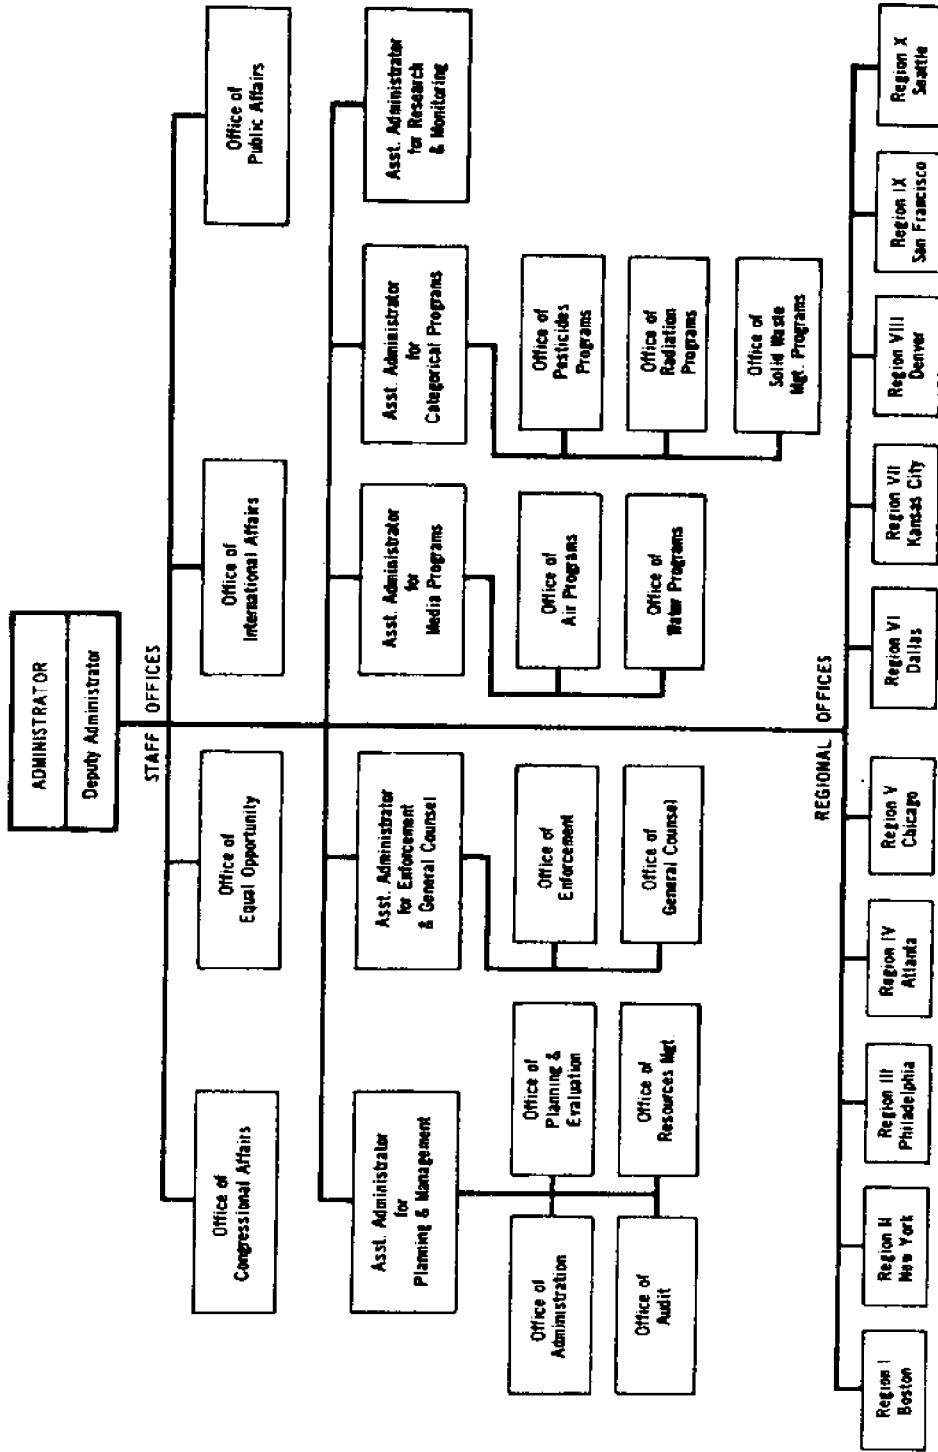 ADMINISTRATOR
Deputy Administrator
STAFF OFFICES
Office of
Congressional Affairs
Office of
Equal Opportunity
Office of
International Affairs
Office of
Public Affairs
Asst. Administrator
for
Planning & Management
Asst. Administrator
for Enforcement
& General Counsel
Asst. Administrator
for
Media Programs
Asst. Administrator
for
Categorical Programs
Asst. Administrator
for Research
& Monitoring
Office of
Administration
Office of
Planning &
Evaluation
Office of
Audit
Office of
Resources Mgt.
Office of
Enforcement
Office of
General Counsel
Office of
Air Programs
Office of
Water Programs
Office of
Pesticides
Programs
Office of
Radiation
Programs
Office of
Solid Waste
Mgt. Programs
REGIONAL OFFICES
Region I
Boston
Region II
New York
Region III
Philadelphia
Region IV
Atlanta
Region V
Chicago
Region VI
Dallas
Region VII
Kansas City
Region VIII
Denver
Region IX
San Francisco
Region X
Seattle